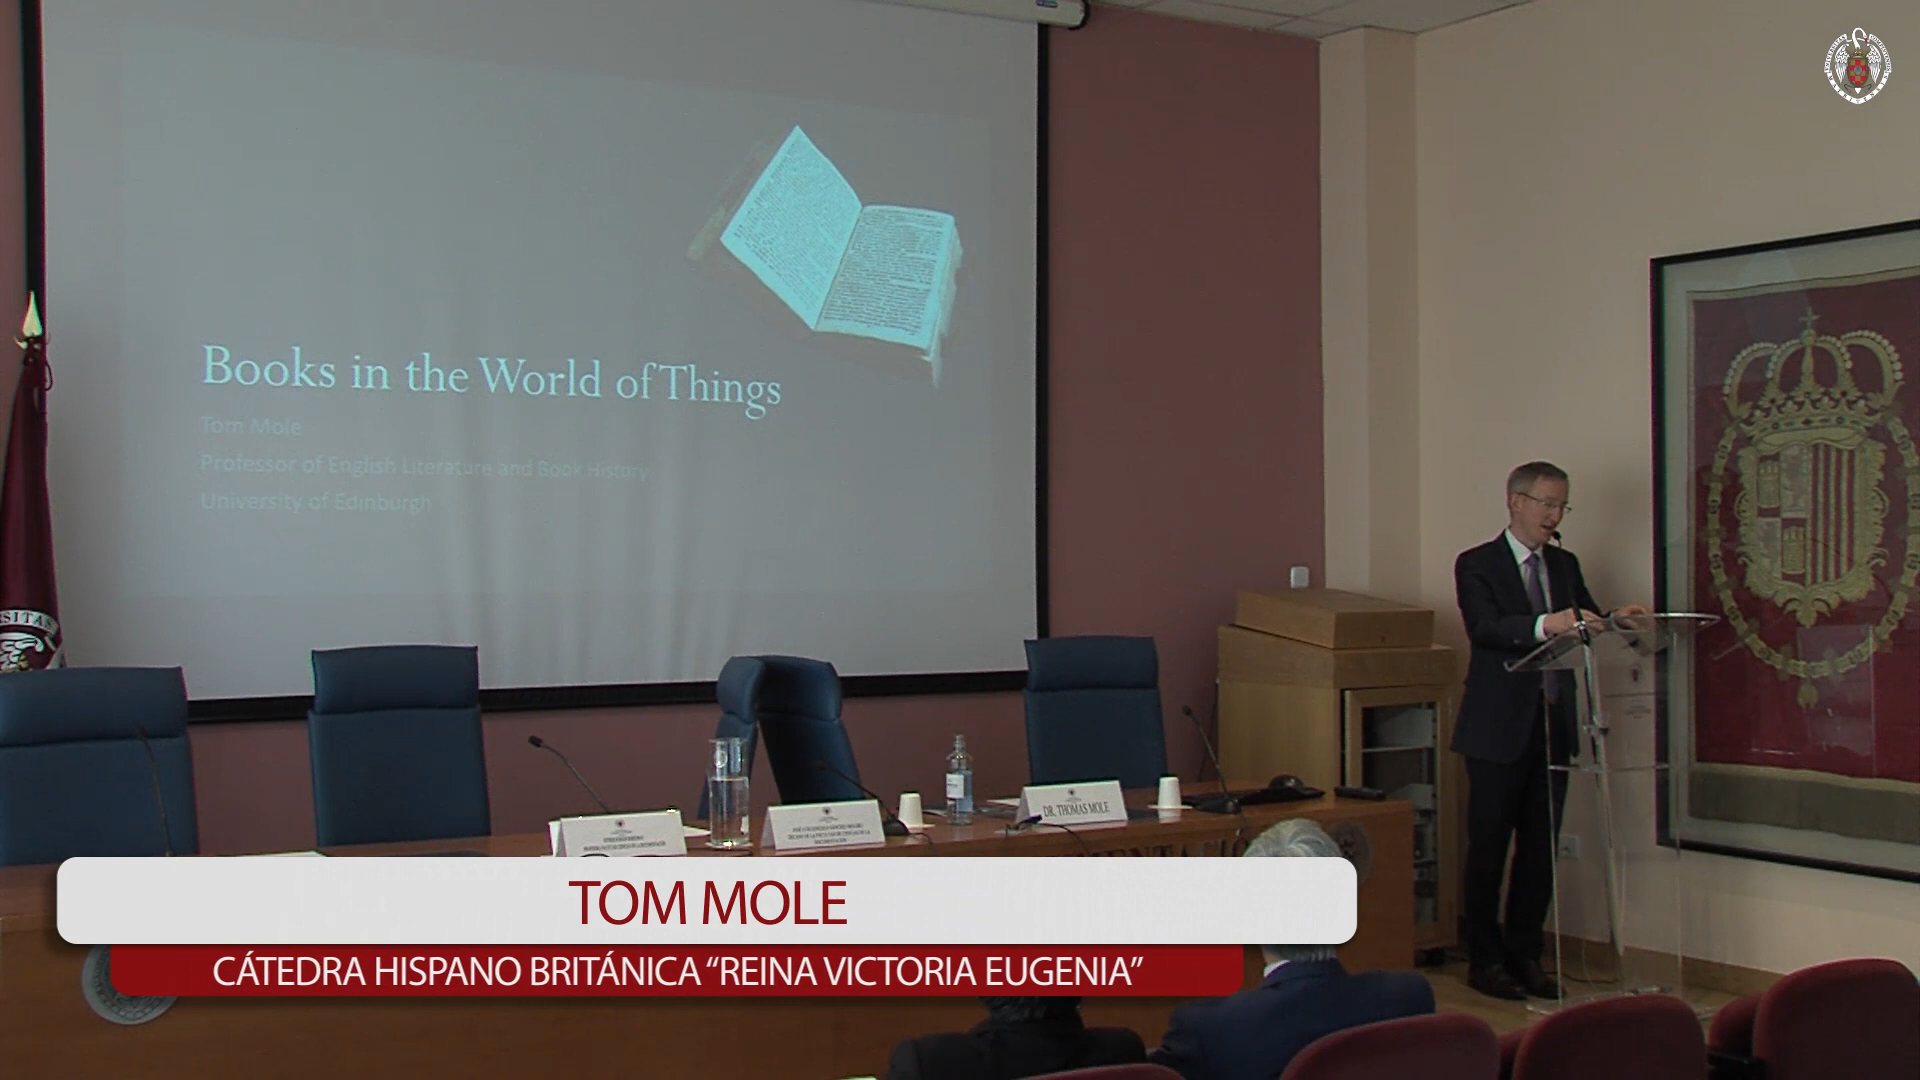 Books in the World of Things
Tom Mole
Professor of English Literature and Book History
University of Edinburgh
DR. THOMAS MOLE
TOM MOLE
CÁTEDRA HISPANO BRITÁNICA “REINA VICTORIA EUGENIA”